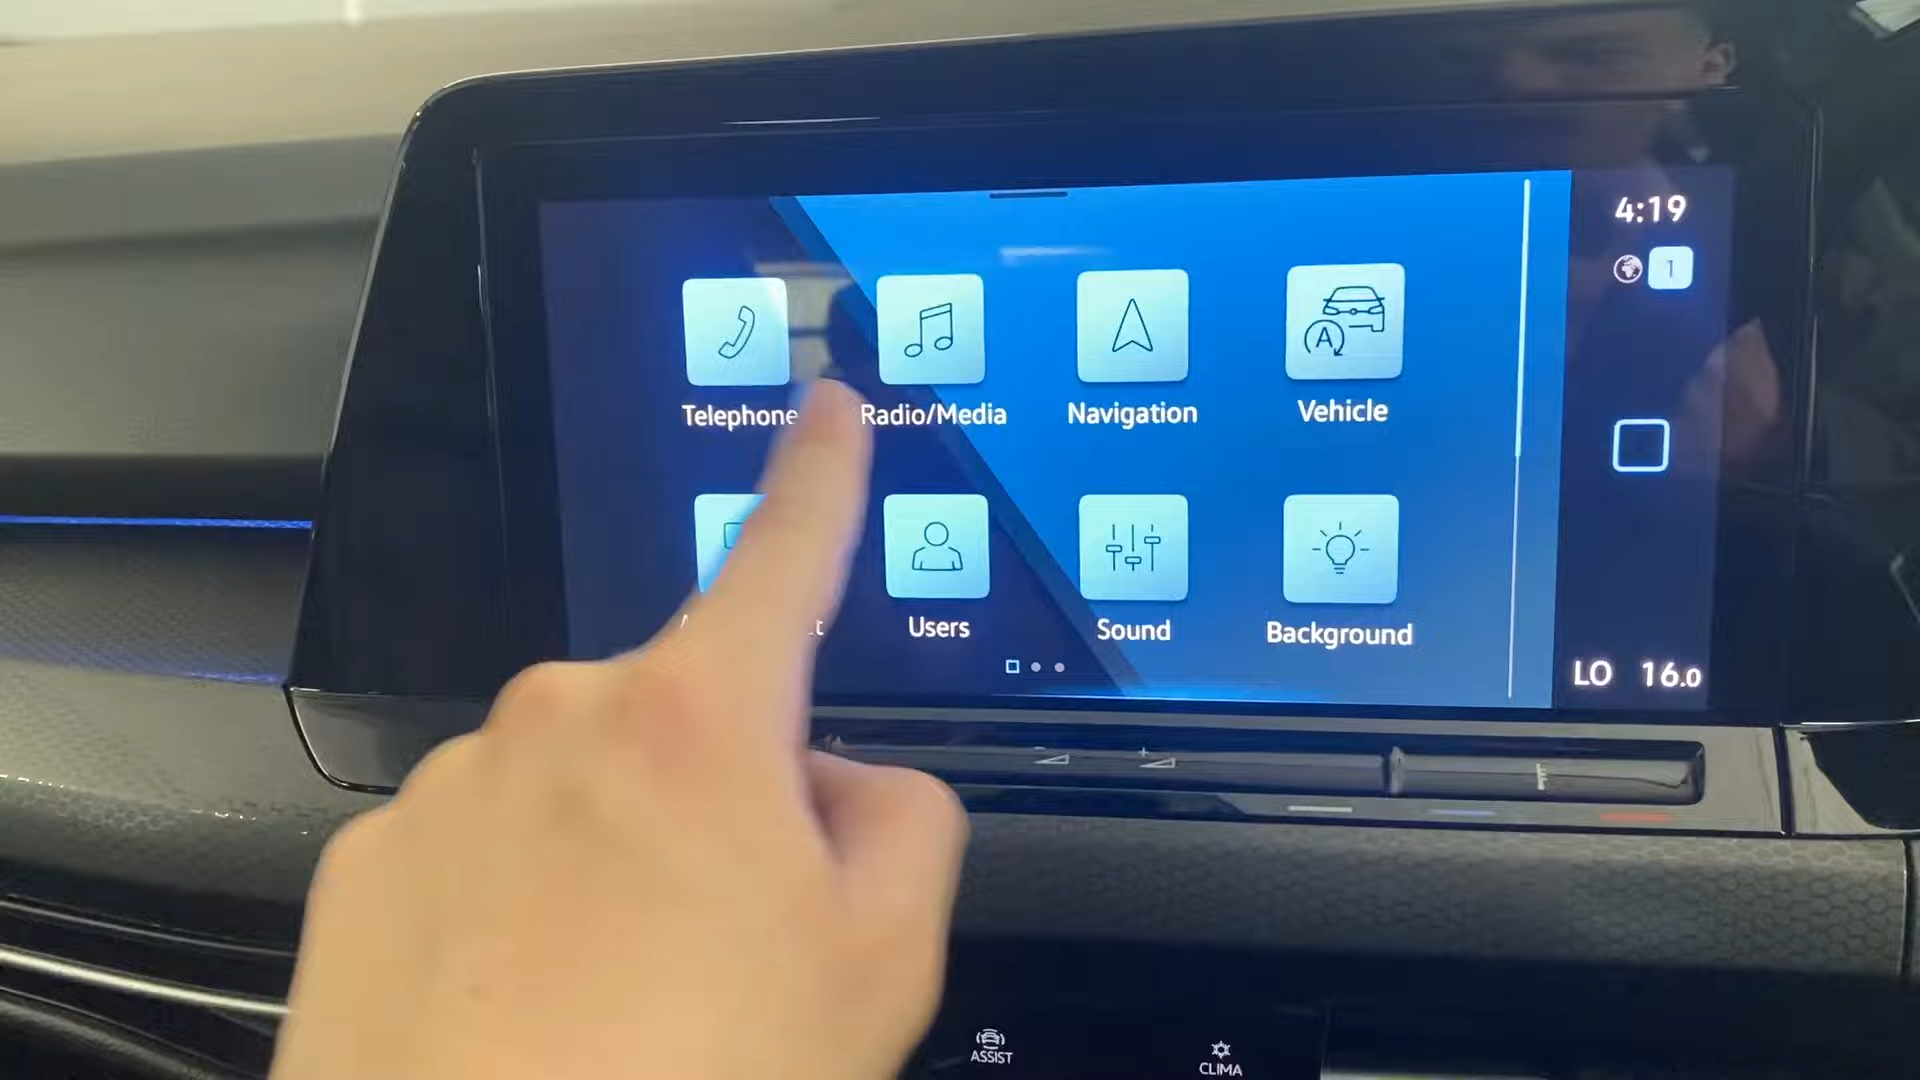 4:19
1
A
Telephone
Radio/Media
Navigation
Vehicle
Users
Sound
Background
LO 16.0
- +
ASSIST
CLIMA